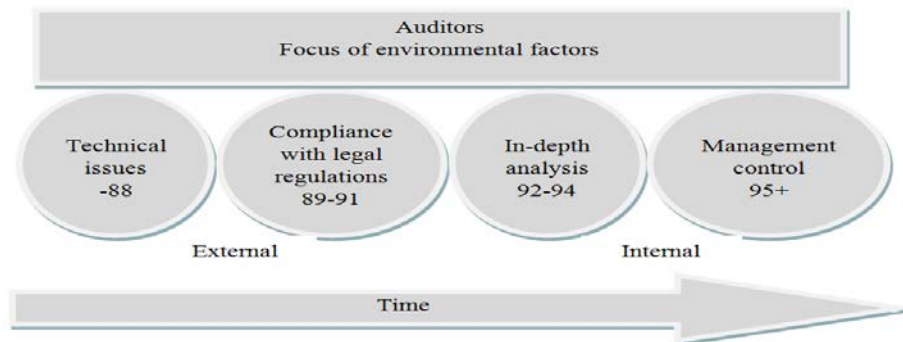 Auditors
Focus of environmental factors
Technical
issues
-88
Compliance
with legal
regulations
89-91
In-depth
analysis
92-94
Management
control
95+
External
Internal
Time